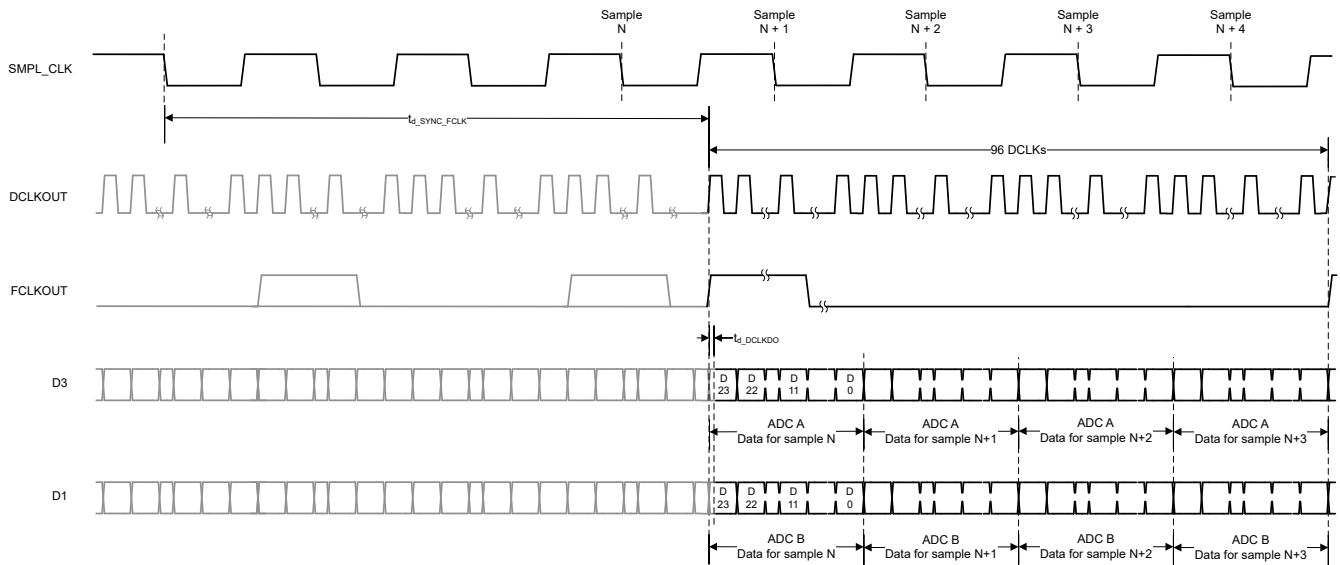 Sample
N
Sample
N + 1
Sample
N + 2
Sample
N + 3
Sample
N + 4
SMPL_CLK
td_SYNC_FCLK
96 DCLKs
DCLKOUT
FCLKOUT
td_DCLKDO
D3
D
23
D
22
D
11
D
0
ADC A
Data for sample N
ADC A
Data for sample N+1
ADC A
Data for sample N+2
ADC A
Data for sample N+3
D1
D
23
D
22
D
11
D
0
ADC B
Data for sample N
ADC B
Data for sample N+1
ADC B
Data for sample N+2
ADC B
Data for sample N+3